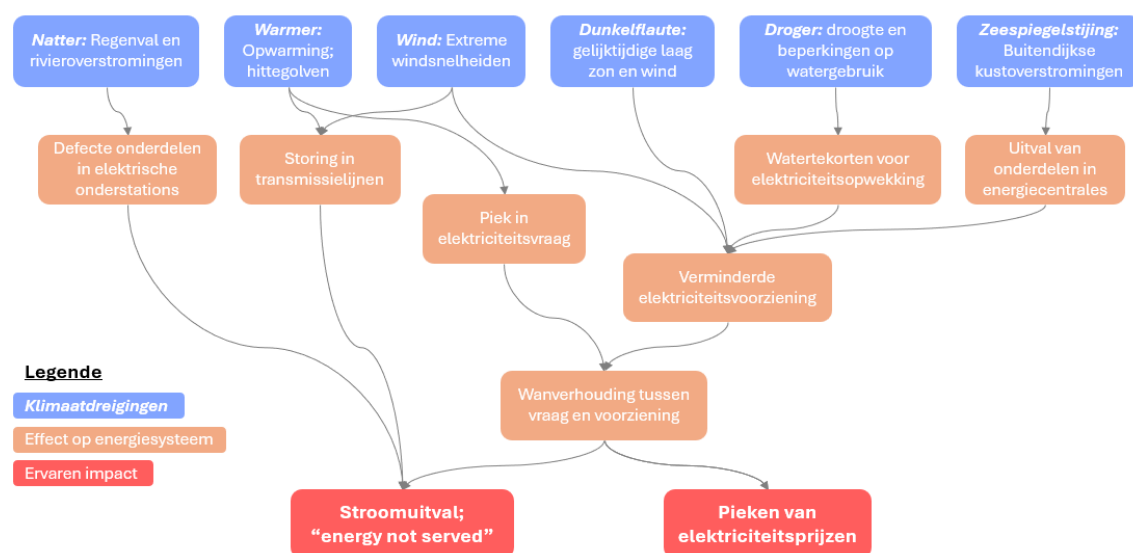 Natter: Regenval en
rivieroverstromingen
Warmer:
Opwarming;
hittegolven
Wind: Extreme
windsnelheiden
Dunkelflaute:
gelijktijdige laag
zon en wind
Droger: droogte en
beperkingen op
watergebruik
Zeespiegelstijing:
Buitendijkse
kustoverstromingen
Defecte onderdelen
in elektrische
onderstations
Storing in
transmissielijnen
Watertekorten voor
elektriciteitsopwekking
Uitval van
onderdelen in
energiecentrales
Piek in
elektriciteitsvraag
Verminderde
elektriciteitsvoorziening
Wanverhouding tussen
vraag en voorziening
Legende
Klimaatdreigingen
Effect op energiesysteem
Ervaren impact
Stroomuitval;
“energy not served”
Pieken van
elektriciteitsprijzen